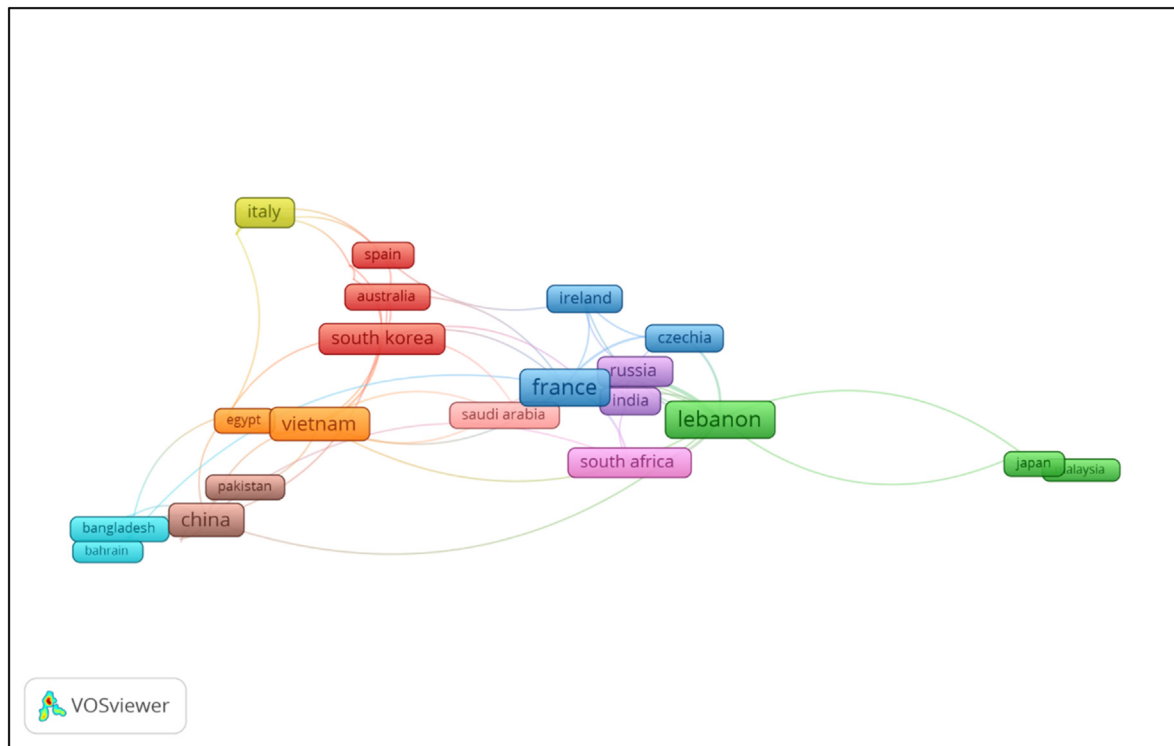 italy
spain
australia
ireland
south korea
czechia
russia
france
india
saudi arabia
lebanon
egypt
vietnam
south africa
japan
alaysia
pakistan
china
bangladesh
bahrain
VOSviewer